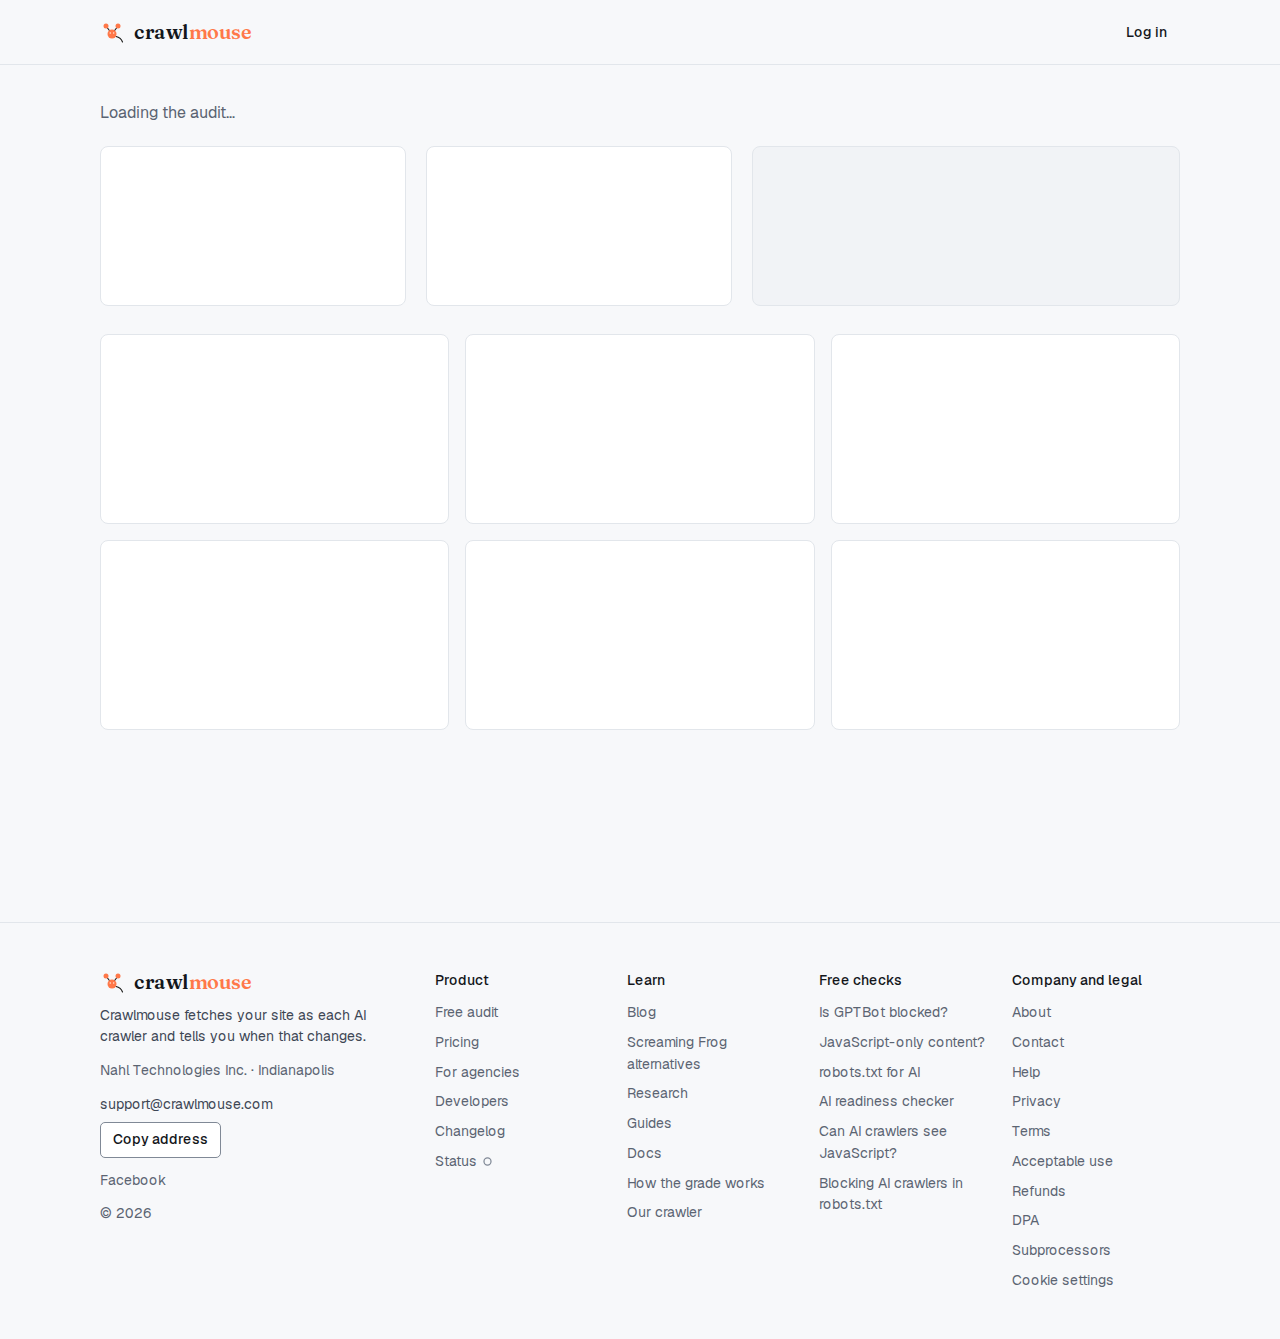 crawlmouse
Log in
Loading the audit…
crawlmouse
Crawlmouse fetches your site as each AI
crawler and tells you when that changes.
Nahl Technologies Inc. · Indianapolis
support@crawlmouse.com
Copy address
Facebook
© 2026
Product
Free audit
Pricing
For agencies
Developers
Changelog
Status
Learn
Blog
Screaming Frog
alternatives
Research
Guides
Docs
How the grade works
Our crawler
Free checks
Is GPTBot blocked?
JavaScript-only content?
robots.txt for AI
AI readiness checker
Can AI crawlers see
JavaScript?
Blocking AI crawlers in
robots.txt
Company and legal
About
Contact
Help
Privacy
Terms
Acceptable use
Refunds
DPA
Subprocessors
Cookie settings